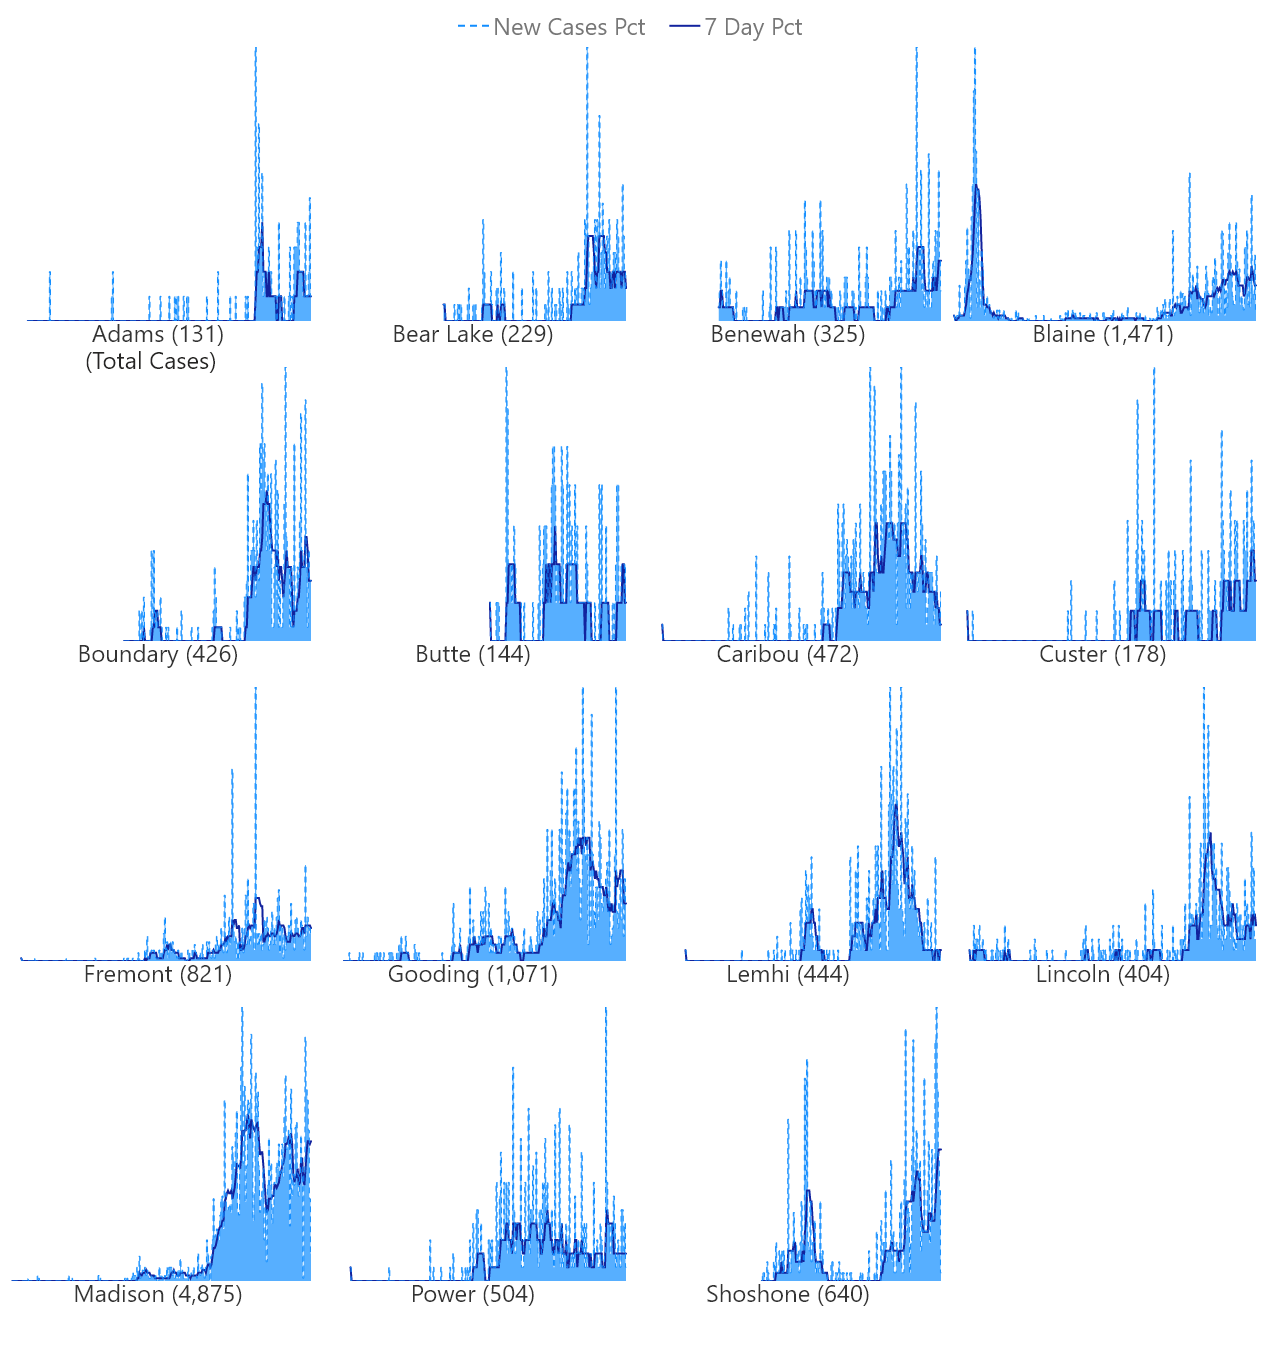 New Cases Pct 7 Day Pct
Adams (131)
(Total Cases)
Bear Lake (229)
Benewah (325)
Blaine (1,471)
Boundary (426)
Butte (144)
Caribou (472)
Custer (178)
Fremont (821)
Gooding (1,071)
Lemhi (444)
Lincoln (404)
Madison (4,875)
Power (504)
Shoshone (640)